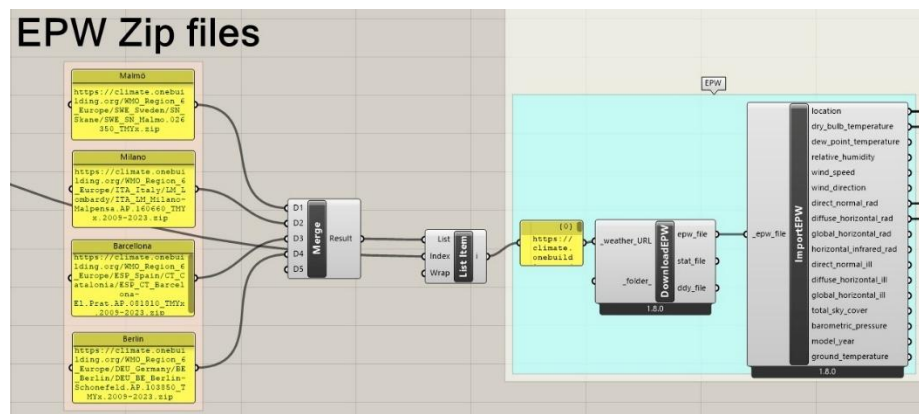 EPW Zip files
Malmö
https://climate.onebui
lding.org/WMO_Region_6
_Europe/SWE_Sweden/SN_
Skane/SWE_SN_Malmo.026
350_TMYx.zip
Milano
https://climate.onebui
lding.org/WMO_Region_6
_Europe/ITA_Italy/LM_L
ombardy/ITA_LM_Milano-
Malpensa.AP.160660_TMY
x.2009-2023.zip
Barcellona
https://climate.onebui
lding.org/WMO_Region_6
_Europe/ESP_Spain/CT_C
atalonia/ESP_CT_Barcel
ona-
El.Prat.AP.081810_TMYx
.2009-2023.zip
Berlin
https://climate.onebui
lding.org/WMO_Region_6
_Europe/DEU_Germany/BE
_Berlin/DEU_BE_Berlin-
Schonefeld.AP.103850_T
MYx.2009-2023.zip
D1
D2
D3
D4
D5
Merge
Result
List
Index
Wrap
List Item
i
{0}
https://
climate.
onebuild
EPW
_weather_URL
_folder_
DownloadEPW
epw_file
stat_file
ddy_file
1.8.0
_epw_file
ImportEPW
location
dry_bulb_temperature
dew_point_temperature
relative_humidity
wind_speed
wind_direction
direct_normal_rad
diffuse_horizontal_rad
global_horizontal_rad
horizontal_infrared_rad
direct_normal_ill
diffuse_horizontal_ill
global_horizontal_ill
total_sky_cover
barometric_pressure
model_year
ground_temperature
1.8.0